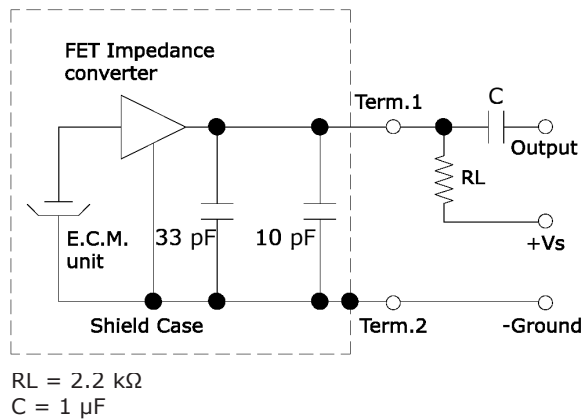 FET Impedance
converter
Term.1
C
Output
RL
+Vs
E.C.M.
unit
33 pF
10 pF
Shield Case
Term.2
-Ground
RL = 2.2 kΩ
C = 1 µF